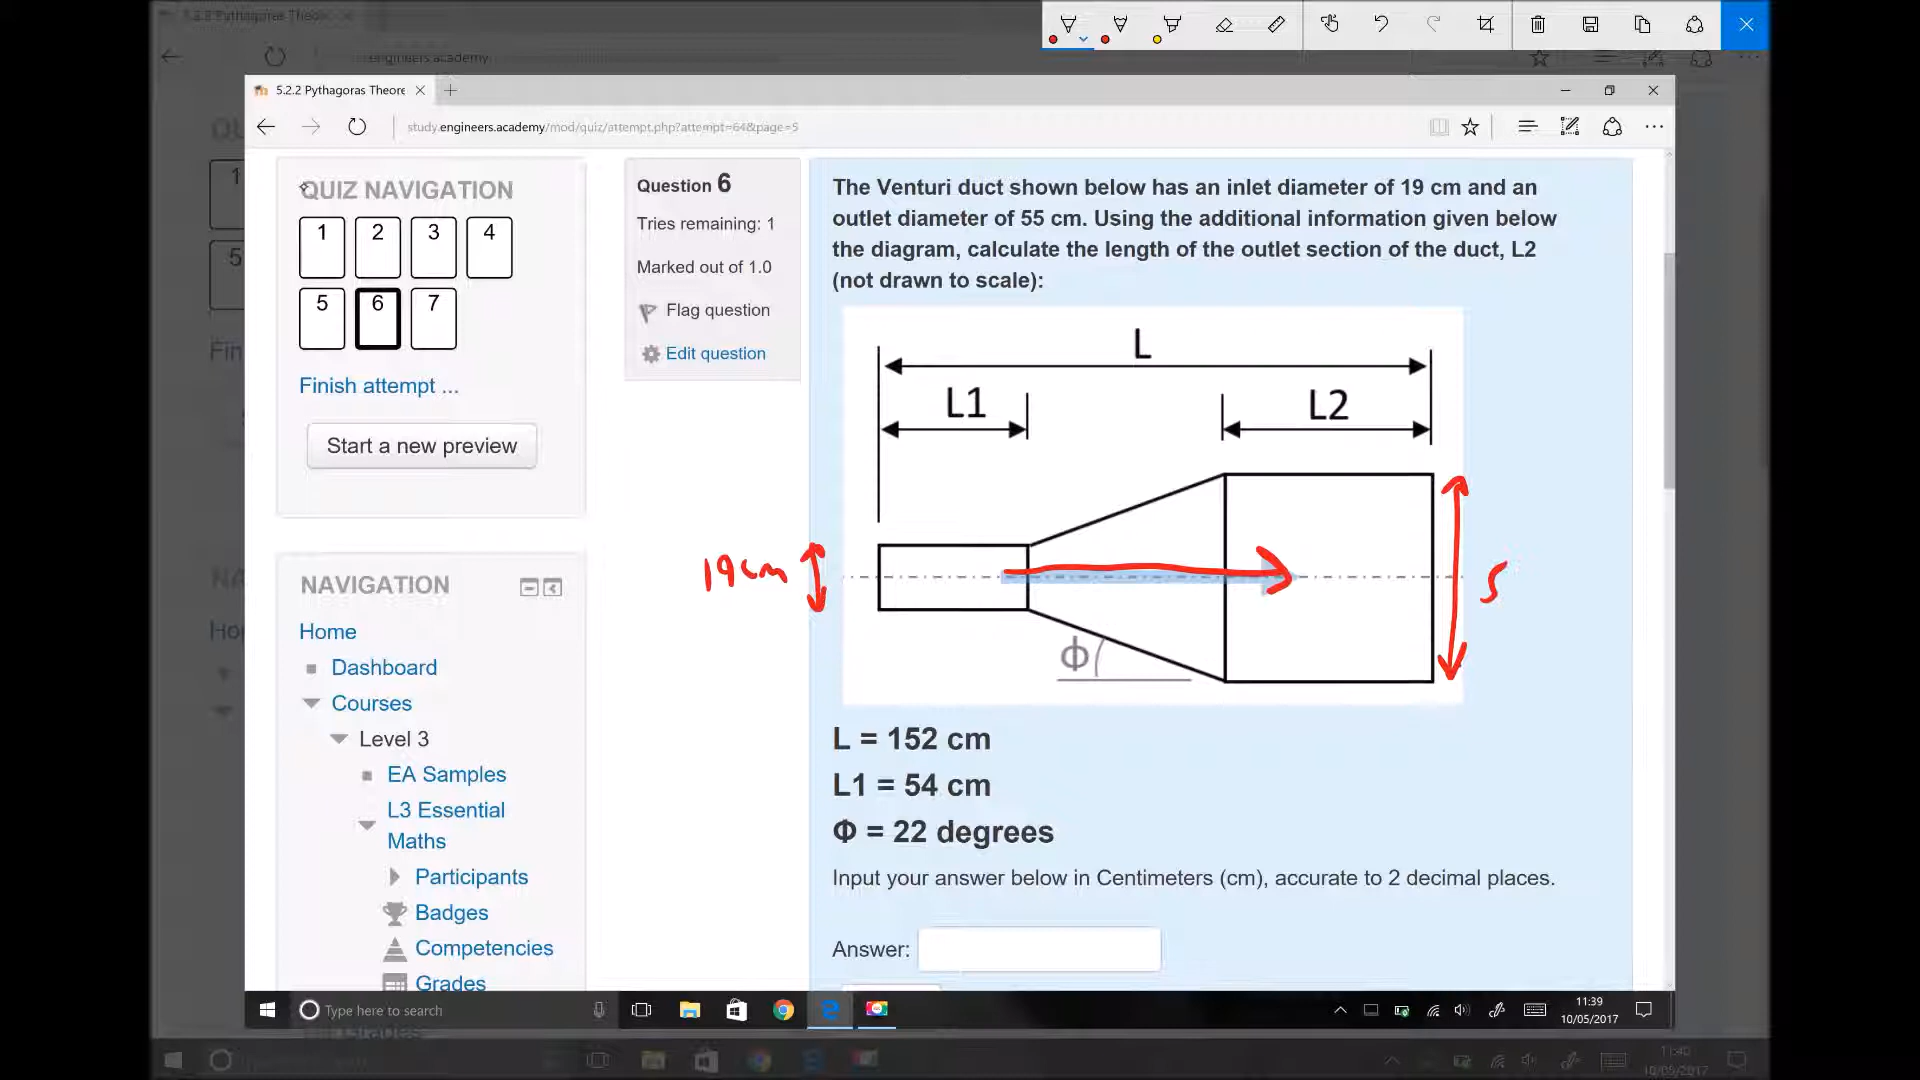 5.2.2 Pythagoras Theore
study.engineers.academy/mod/quiz/attempt.php?attempt=64&page=5
QUIZ NAVIGATION
1 2 3 4
5 6 7
Finish attempt ...
Start a new preview
Question 6
Tries remaining: 1
Marked out of 1.0
Flag question
Edit question
The Venturi duct shown below has an inlet diameter of 19 cm and an
outlet diameter of 55 cm. Using the additional information given below
the diagram, calculate the length of the outlet section of the duct, L2
(not drawn to scale):
L
L1 L2
19cm
5
Φ
L = 152 cm
L1 = 54 cm
Φ = 22 degrees
Input your answer below in Centimeters (cm), accurate to 2 decimal places.
Answer:
NAVIGATION
Home
Dashboard
Courses
Level 3
EA Samples
L3 Essential
Maths
Participants
Badges
Competencies
Grades
Type here to search
11:39
10/05/2017
11:40
10/05/2017